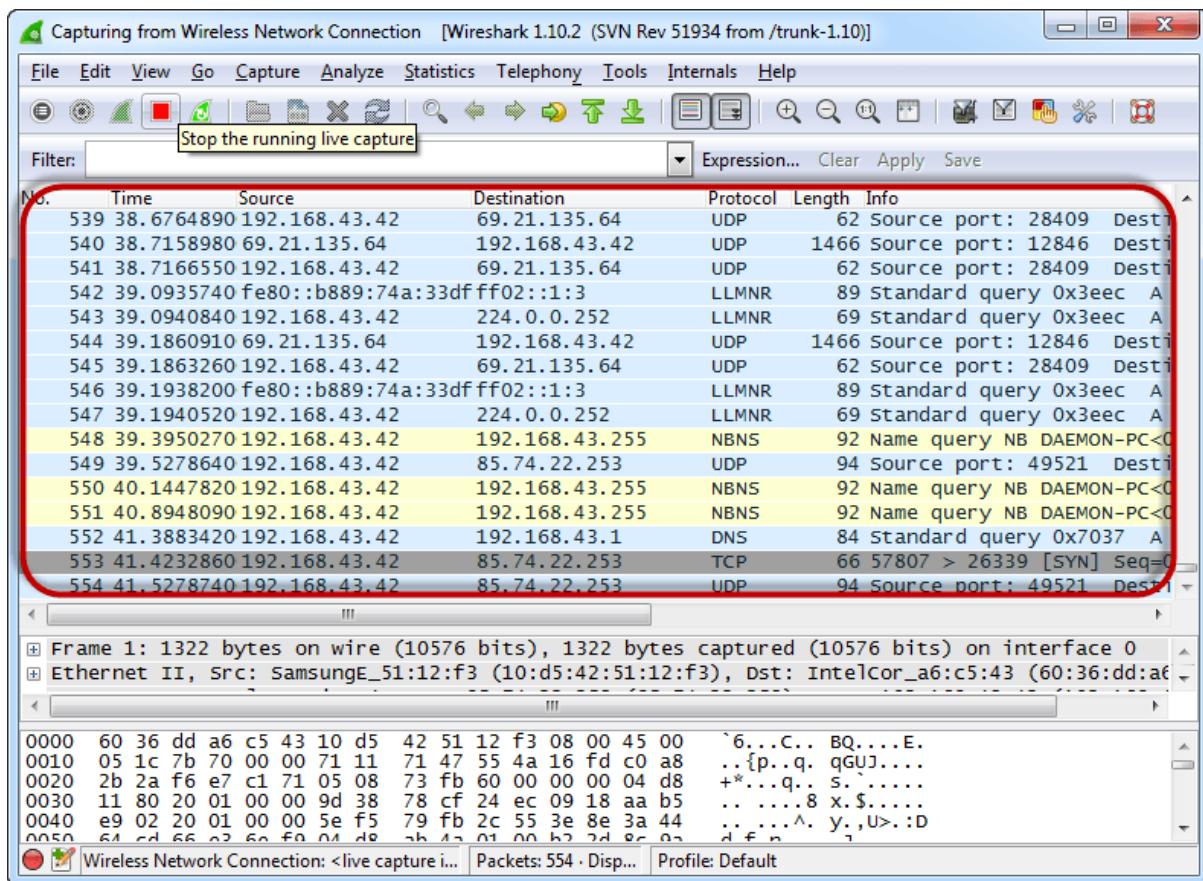 Capturing from Wireless Network Connection [Wireshark 1.10.2 (SVN Rev 51934 from /trunk-1.10)]
File Edit View Go Capture Analyze Statistics Telephony Tools Internals Help
Stop the running live capture
Filter: Expression... Clear Apply Save
No. Time Source Destination Protocol Length Info
539 38.6764890 192.168.43.42 69.21.135.64 UDP 62 Source port: 28409 Desti
540 38.7158980 69.21.135.64 192.168.43.42 UDP 1466 Source port: 12846 Desti
541 38.7166550 192.168.43.42 69.21.135.64 UDP 62 Source port: 28409 Desti
542 39.0935740 fe80::b889:74a:33df ff02::1:3 LLMNR 89 Standard query 0x3eec A
543 39.0940840 192.168.43.42 224.0.0.252 LLMNR 69 Standard query 0x3eec A
544 39.1860910 69.21.135.64 192.168.43.42 UDP 1466 Source port: 12846 Desti
545 39.1863260 192.168.43.42 69.21.135.64 UDP 62 Source port: 28409 Desti
546 39.1938200 fe80::b889:74a:33df ff02::1:3 LLMNR 89 Standard query 0x3eec A
547 39.1940520 192.168.43.42 224.0.0.252 LLMNR 69 Standard query 0x3eec A
548 39.3950270 192.168.43.42 192.168.43.255 NBNS 92 Name query NB DAEMON-PC<0
549 39.5278640 192.168.43.42 85.74.22.253 UDP 94 Source port: 49521 Desti
550 40.1447820 192.168.43.42 192.168.43.255 NBNS 92 Name query NB DAEMON-PC<0
551 40.8948090 192.168.43.42 192.168.43.255 NBNS 92 Name query NB DAEMON-PC<0
552 41.3883420 192.168.43.42 192.168.43.1 DNS 84 Standard query 0x7037 A
553 41.4232860 192.168.43.42 85.74.22.253 TCP 66 57807 > 26339 [SYN] Seq=0
554 41.5278740 192.168.43.42 85.74.22.253 UDP 94 Source port: 49521 Desti
Frame 1: 1322 bytes on wire (10576 bits), 1322 bytes captured (10576 bits) on interface 0
Ethernet II, Src: SamsungE_51:12:f3 (10:d5:42:51:12:f3), Dst: IntelCor_a6:c5:43 (60:36:dd:a6
0000 60 36 dd a6 c5 43 10 d5 42 51 12 f3 08 00 45 00 `6...C.. BQ....E.
0010 05 1c 7b 70 00 00 71 11 71 47 55 4a 16 fd c0 a8 ..{p..q. qGUJ....
0020 2b 2a f6 e7 c1 71 05 08 73 fb 60 00 00 00 04 d8 +*...q.. s.`.....
0030 11 80 20 01 00 00 9d 38 78 cf 24 ec 09 18 aa b5 .. ....8 x.$.....
0040 e9 02 20 01 00 00 5e f5 79 fb 2c 55 3e 8e 3a 44 .. ...^. y.,U>.:D
Wireless Network Connection: <live capture i... Packets: 554 · Disp... Profile: Default